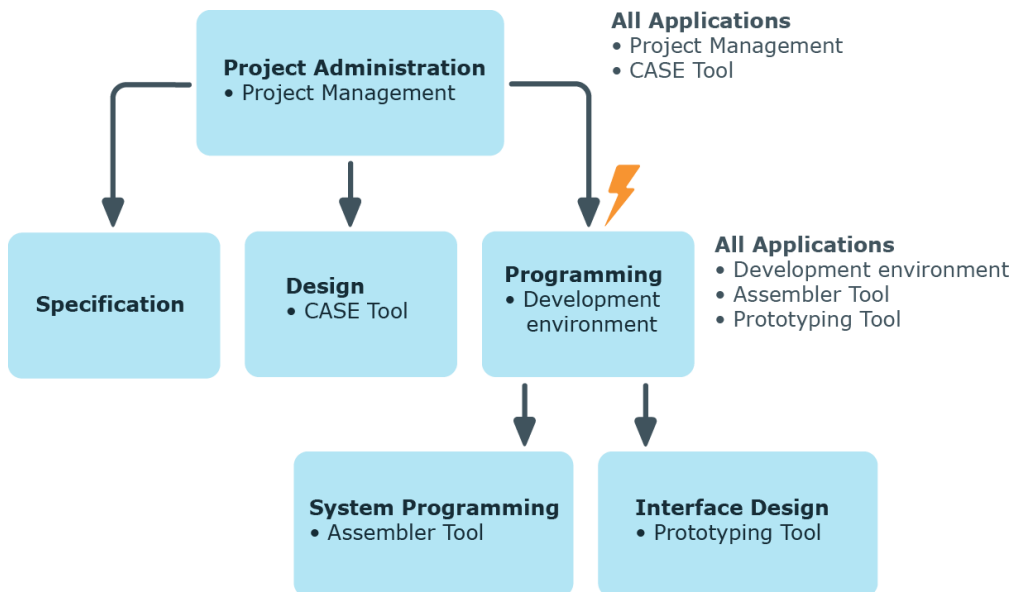 All Applications
• Project Management
• CASE Tool
Project Administration
• Project Management
Specification
Design
• CASE Tool
Programming
• Development
environment
All Applications
• Development environment
• Assembler Tool
• Prototyping Tool
System Programming
• Assembler Tool
Interface Design
• Prototyping Tool